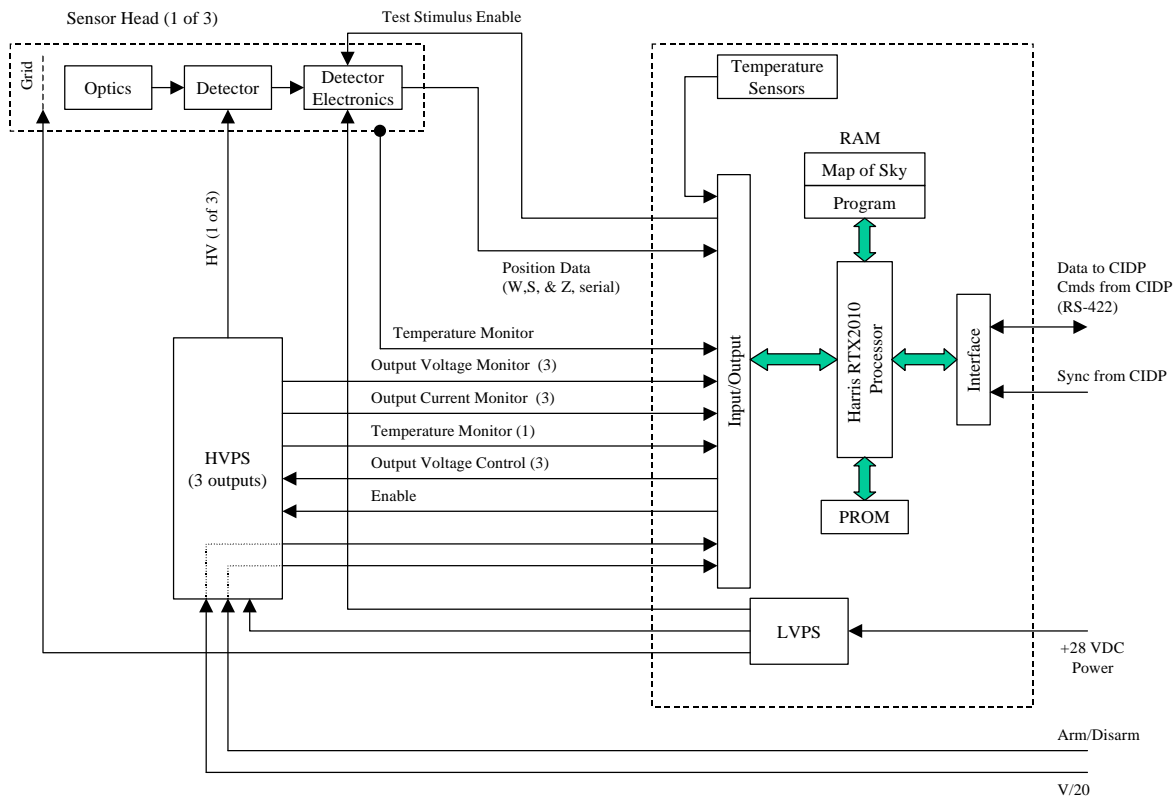 Sensor Head (1 of 3)
Test Stimulus Enable
Grid
Optics
Detector
Detector
Electronics
Temperature
Sensors
RAM
Map of Sky
Program
HV (1 of 3)
Position Data
(W,S, & Z, serial)
Data to CIDP
Cmds from CIDP
(RS-422)
Temperature Monitor
Output Voltage Monitor (3)
Output Current Monitor (3)
Temperature Monitor (1)
Output Voltage Control (3)
Enable
HVPS
(3 outputs)
Input/Output
Harris RTX2010
Processor
Interface
Sync from CIDP
PROM
LVPS
+28 VDC
Power
Arm/Disarm
V/20